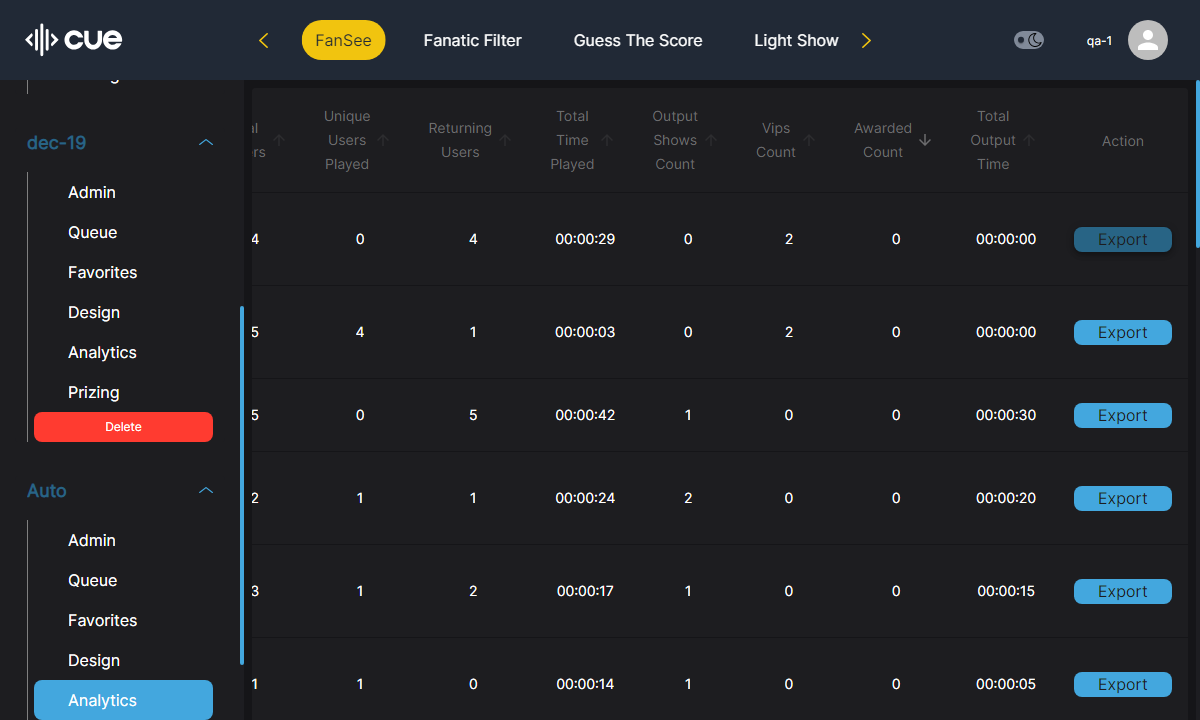 cue
FanSee
Fanatic Filter
Guess The Score
Light Show
qa-1
dec-19
Admin
Queue
Favorites
Design
Analytics
Prizing
Delete
Auto
Admin
Queue
Favorites
Design
Analytics
Unique
Users
Played
Returning
Users
Total
Time
Played
Output
Shows
Count
Vips
Count
Awarded
Count
Total
Output
Time
Action
4 0 4 00:00:29 0 2 0 00:00:00 Export
5 4 1 00:00:03 0 2 0 00:00:00 Export
5 0 5 00:00:42 1 0 0 00:00:30 Export
2 1 1 00:00:24 2 0 0 00:00:20 Export
3 1 2 00:00:17 1 0 0 00:00:15 Export
1 1 0 00:00:14 1 0 0 00:00:05 Export